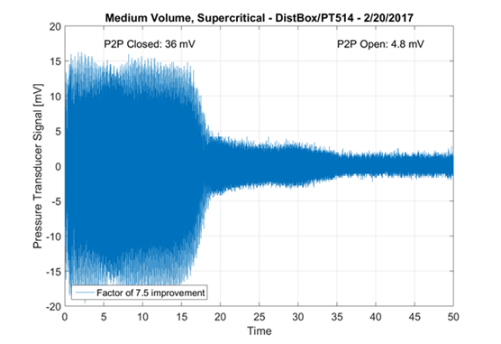 Medium Volume, Supercritical - DistBox/PT514 - 2/20/2017
P2P Closed: 36 mV
P2P Open: 4.8 mV
Pressure Transducer Signal [mV]
20
15
10
5
0
-5
-10
-15
-20
Factor of 7.5 improvement
0 5 10 15 20 25 30 35 40 45 50
Time